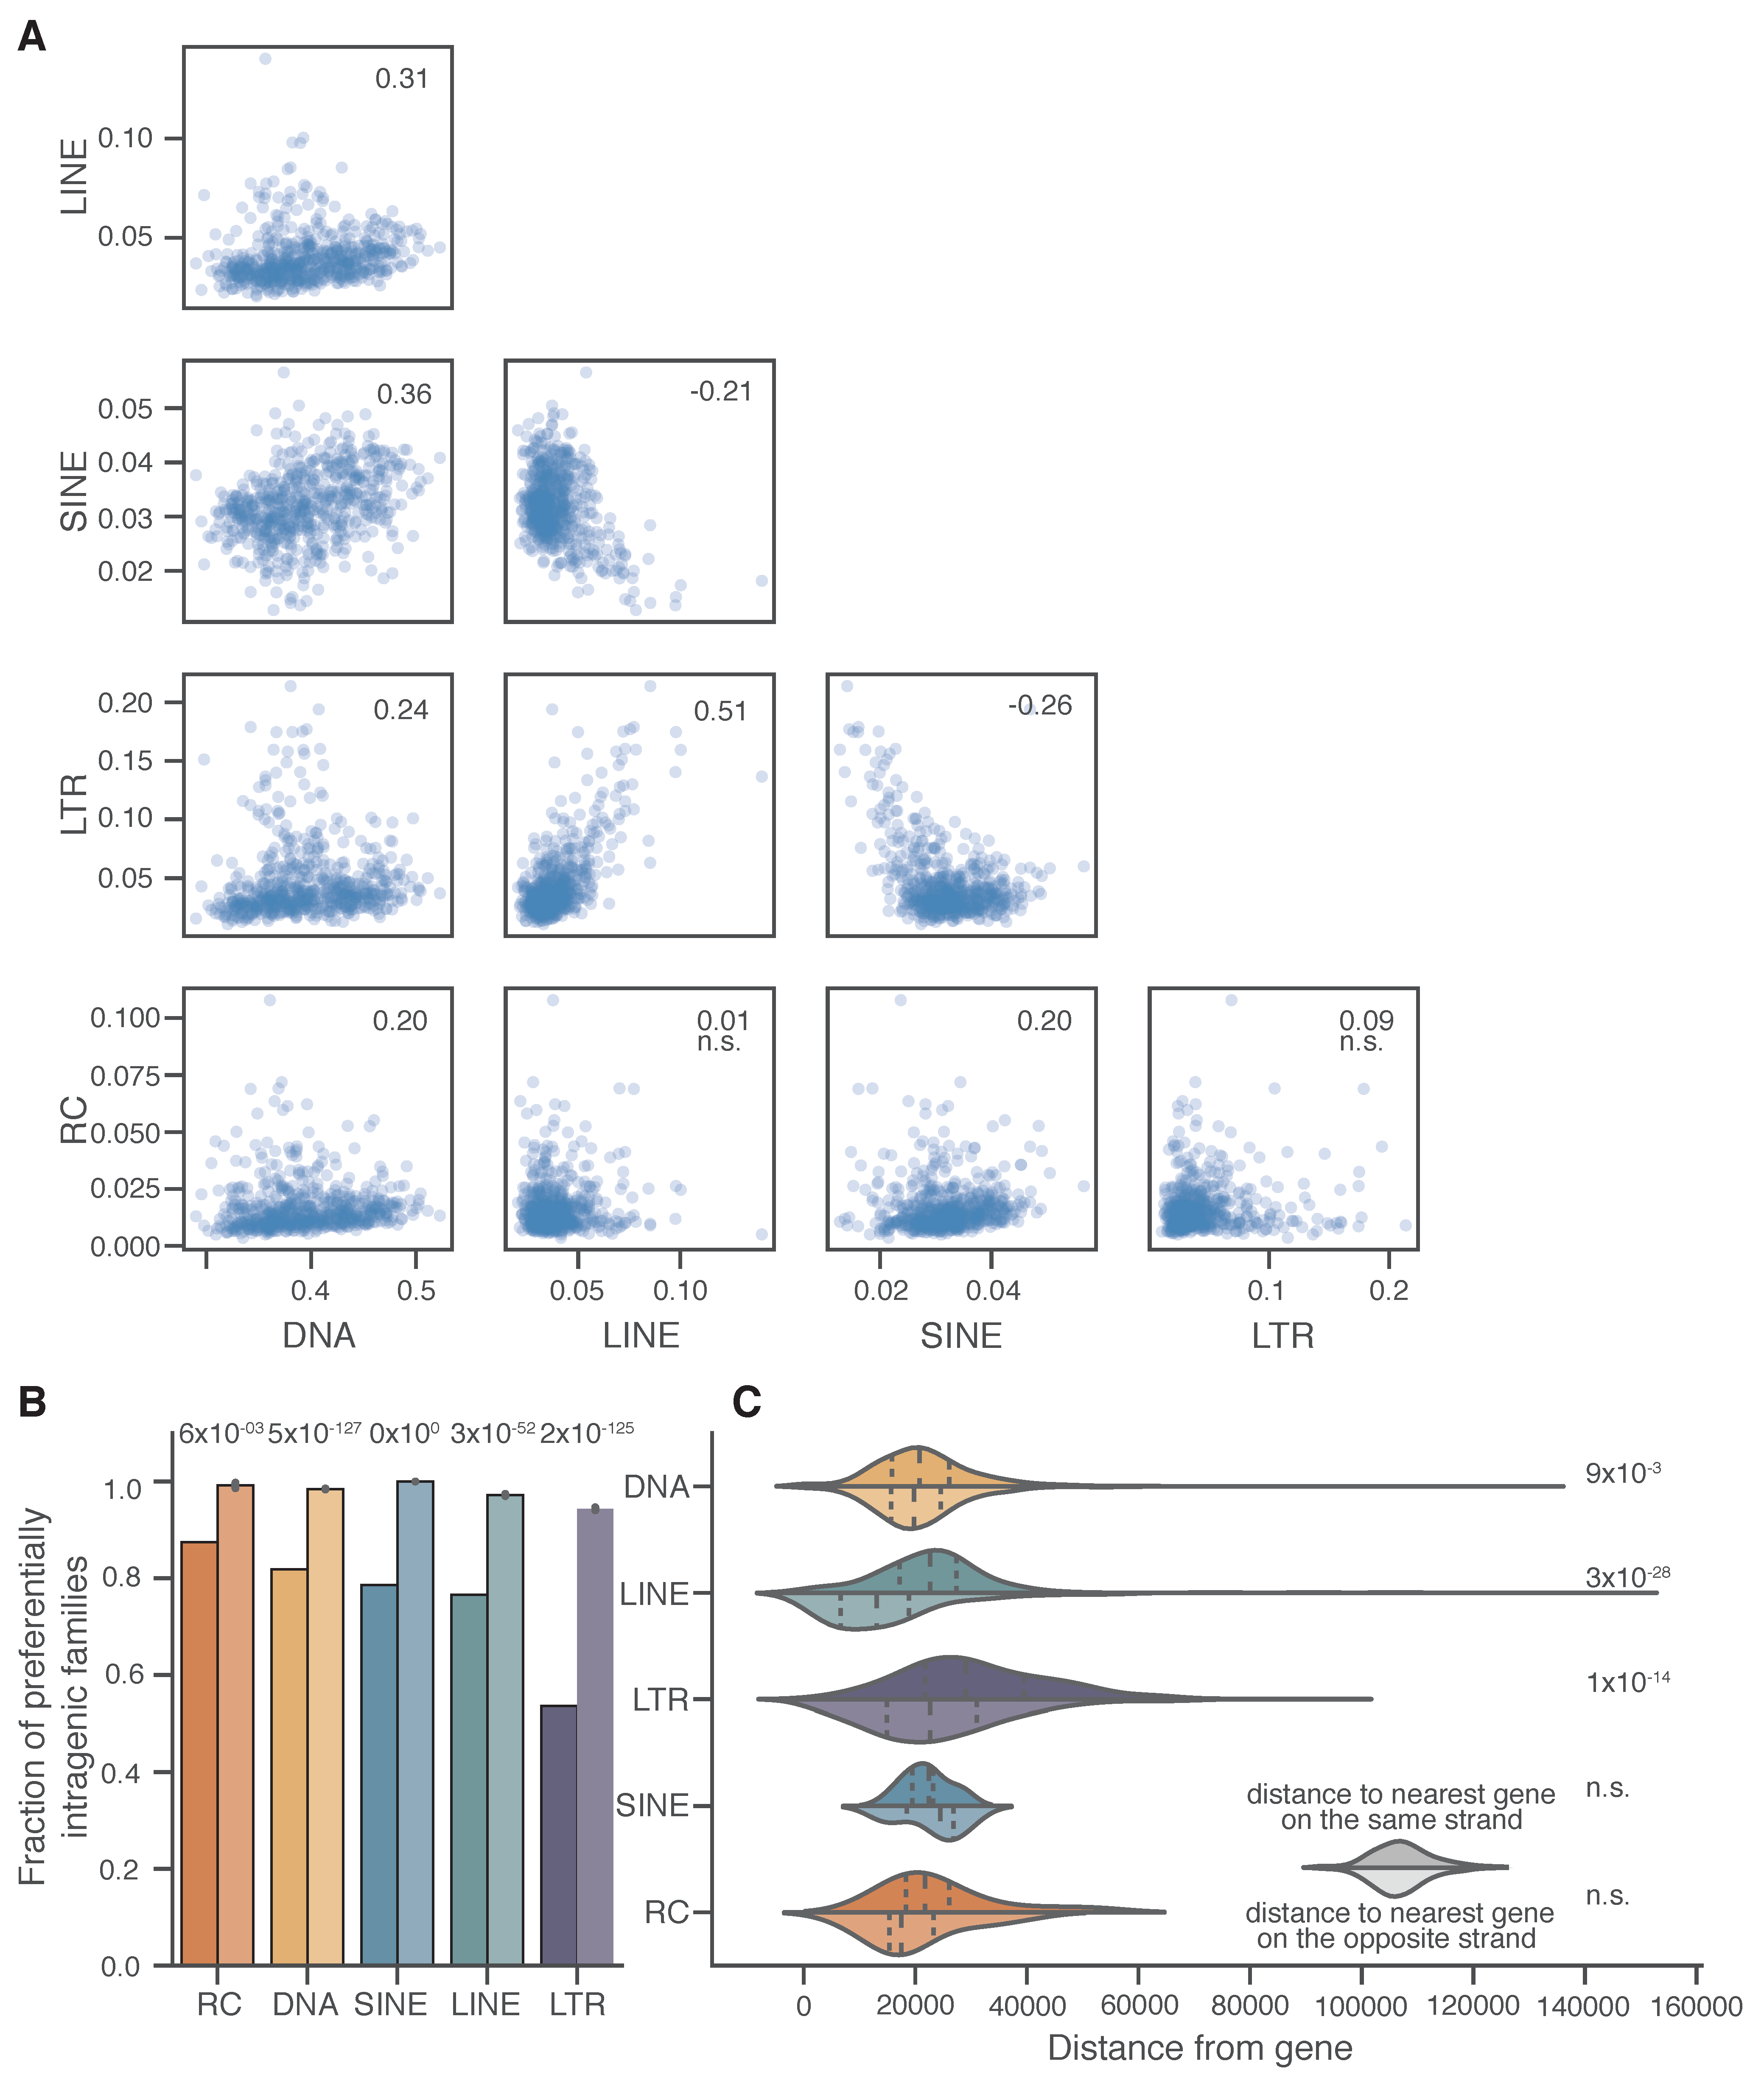 A
0.31
LINE
0.10
0.05
0.36
-0.21
SINE
0.05
0.04
0.03
0.02
0.24
0.51
-0.26
LTR
0.20
0.15
0.10
0.05
0.20
0.01
n.s.
0.20
0.09
n.s.
RC
0.100
0.075
0.050
0.025
0.000
0.4
0.5
0.05
0.10
0.02
0.04
0.1
0.2
DNA
LINE
SINE
LTR
B
6x10⁻⁰³ 5x10⁻¹²⁷ 0x10⁰ 3x10⁻⁵² 2x10⁻¹²⁵
Fraction of preferentially
intragenic families
1.0
0.8
0.6
0.4
0.2
0.0
RC
DNA
SINE
LINE
LTR
C
DNA
9x10⁻³
LINE
3x10⁻²⁸
LTR
1x10⁻¹⁴
SINE
n.s.
distance to nearest gene
on the same strand
RC
n.s.
distance to nearest gene
on the opposite strand
0
20000
40000
60000
80000
100000
120000
140000
160000
Distance from gene